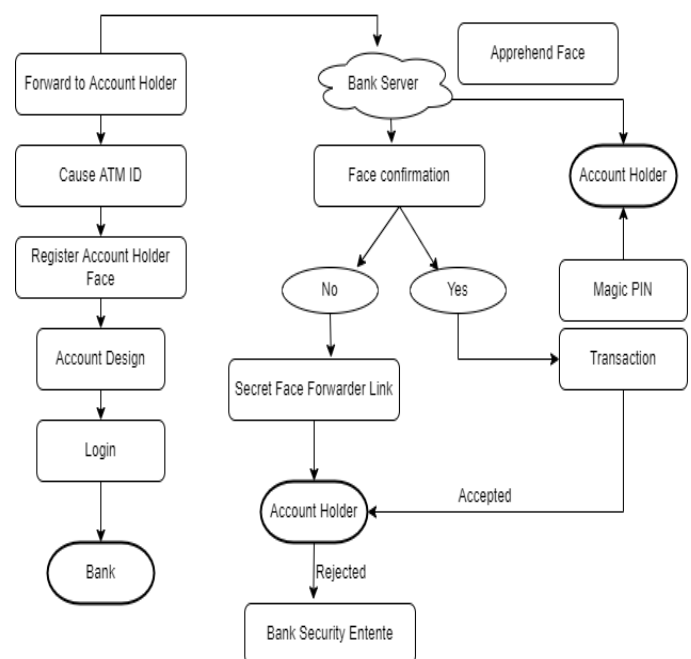 Apprehend Face
Forward to Account Holder
Bank Server
Cause ATM ID
Face confirmation
Account Holder
Register Account Holder
Face
No
Yes
Magic PIN
Account Design
Transaction
Secret Face Forwarder Link
Login
Accepted
Account Holder
Bank
Rejected
Bank Security Entente